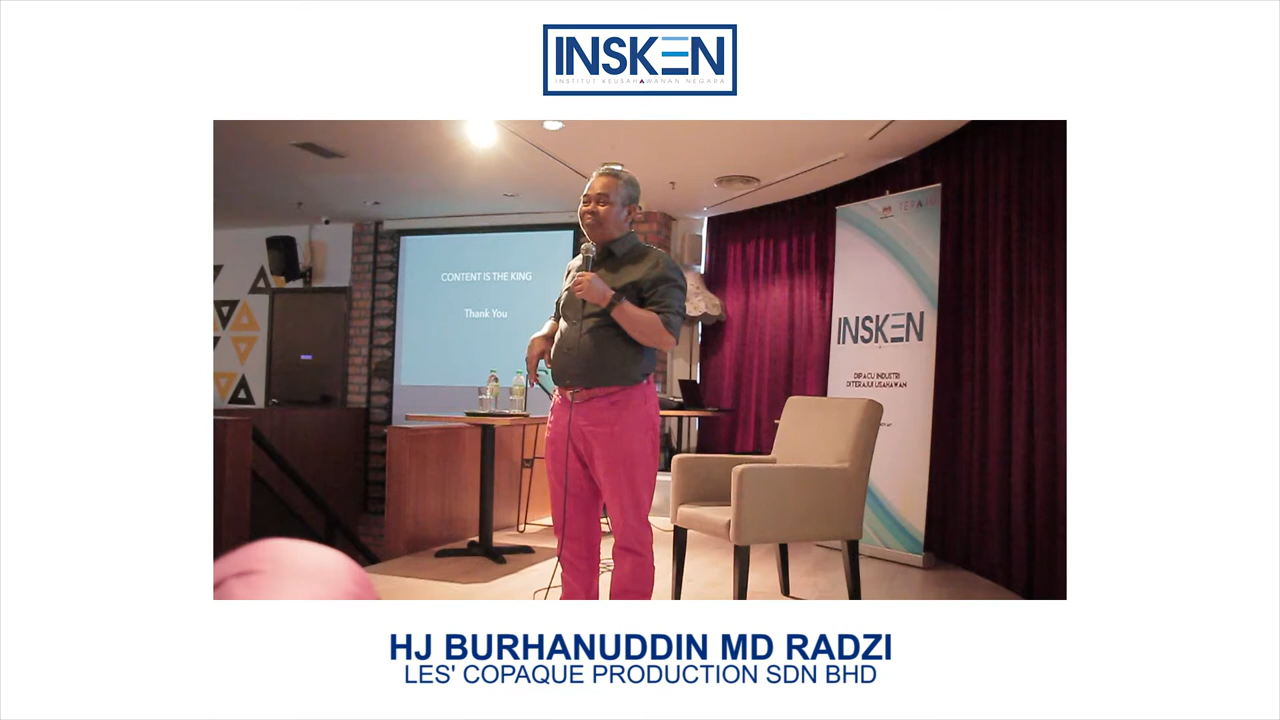 INSKEN
INSTITUT KEUSAHAWANAN NEGARA
CONTENT IS THE KING
Thank You
TERAJU
INSKEN
DIPACU INDUSTRI
DITERAJUI USAHAWAN
HJ BURHANUDDIN MD RADZI
LES' COPAQUE PRODUCTION SDN BHD